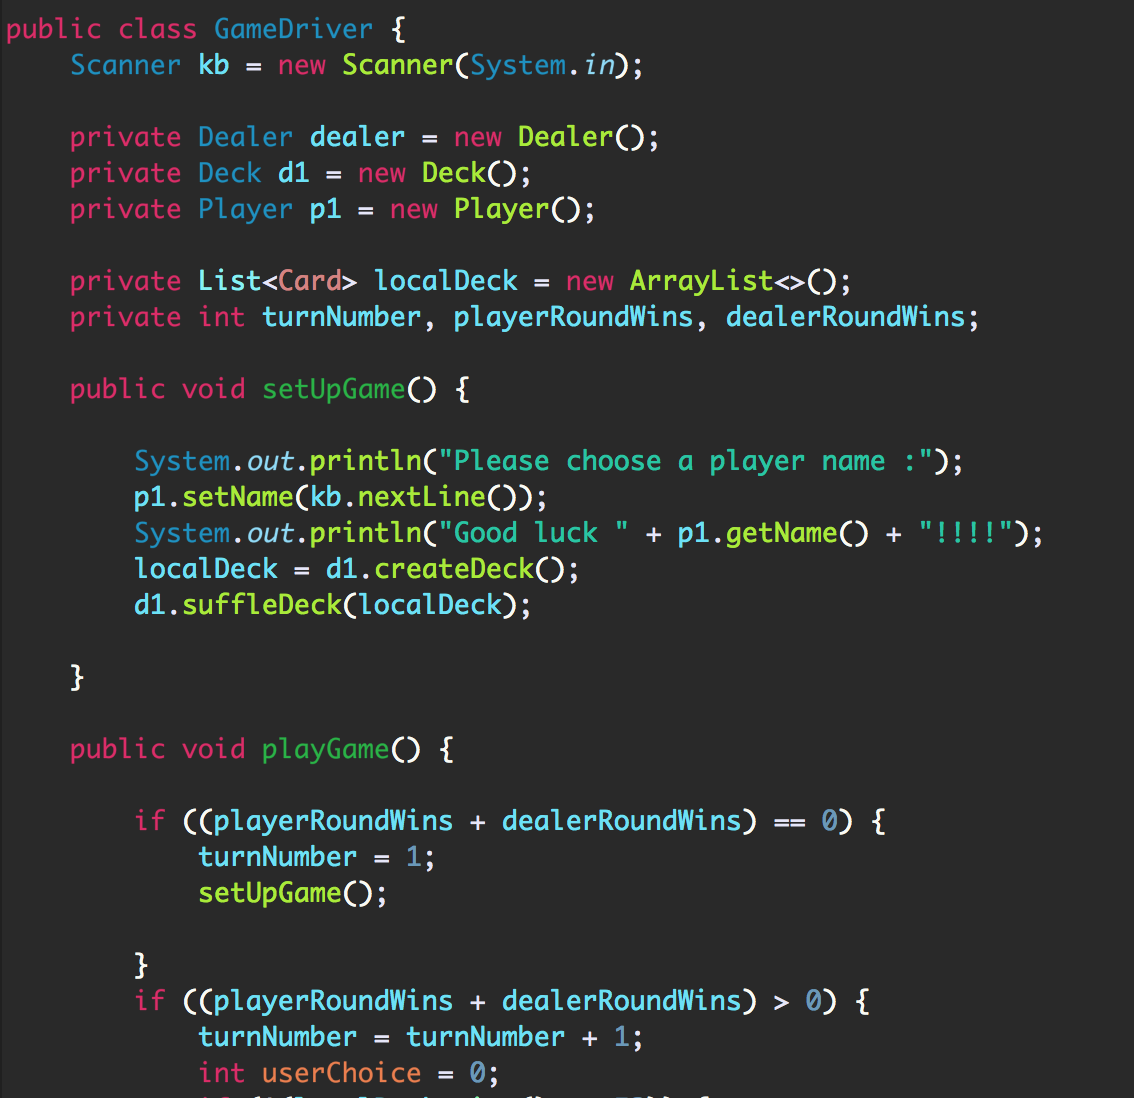 public class GameDriver {
Scanner kb = new Scanner(System.in);
private Dealer dealer = new Dealer();
private Deck d1 = new Deck();
private Player p1 = new Player();
private List<Card> localDeck = new ArrayList<>();
private int turnNumber, playerRoundWins, dealerRoundWins;
public void setUpGame() {
System.out.println("Please choose a player name :");
p1.setName(kb.nextLine());
System.out.println("Good luck " + p1.getName() + "!!!!");
localDeck = d1.createDeck();
d1.suffleDeck(localDeck);
}
public void playGame() {
if ((playerRoundWins + dealerRoundWins) == 0) {
turnNumber = 1;
setUpGame();
}
if ((playerRoundWins + dealerRoundWins) > 0) {
turnNumber = turnNumber + 1;
int userChoice = 0;